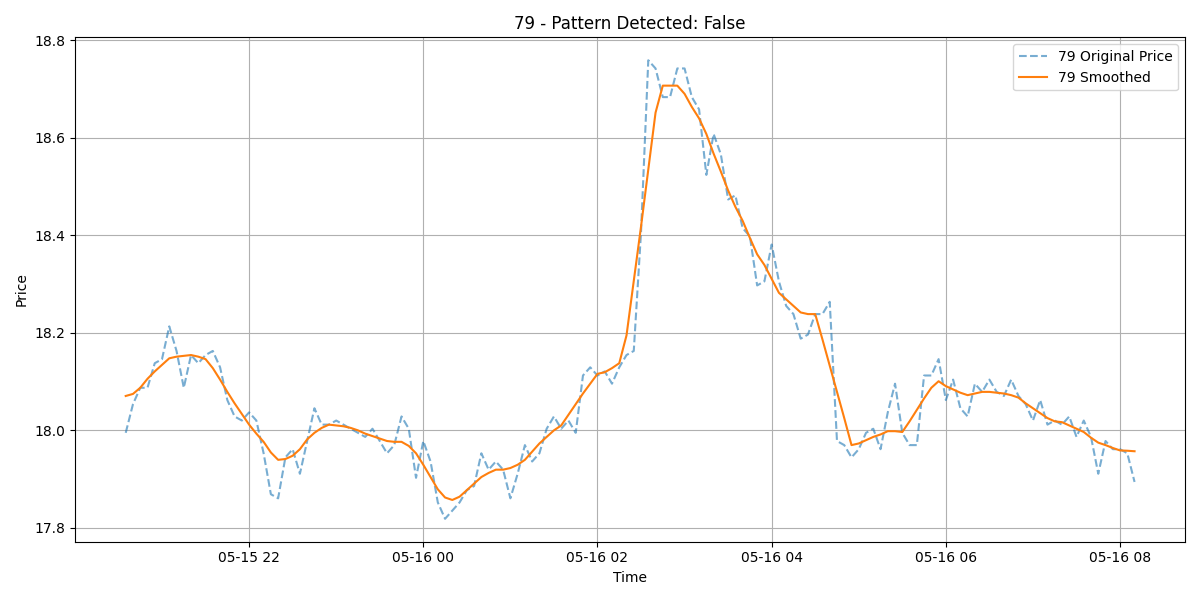 79 - Pattern Detected: False
79 Original Price
79 Smoothed
18.8
18.6
18.4
18.2
18.0
17.8
Price
05-15 22
05-16 00
05-16 02
05-16 04
05-16 06
05-16 08
Time